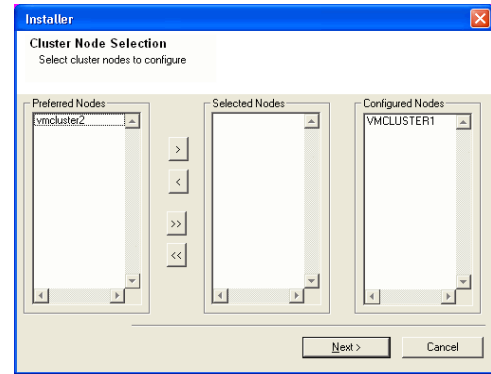 Installer
Cluster Node Selection
Select cluster nodes to configure
Preferred Nodes
vmcluster2
>
<
>>
<<
Selected Nodes
Configured Nodes
VMCLUSTER1
Next >
Cancel